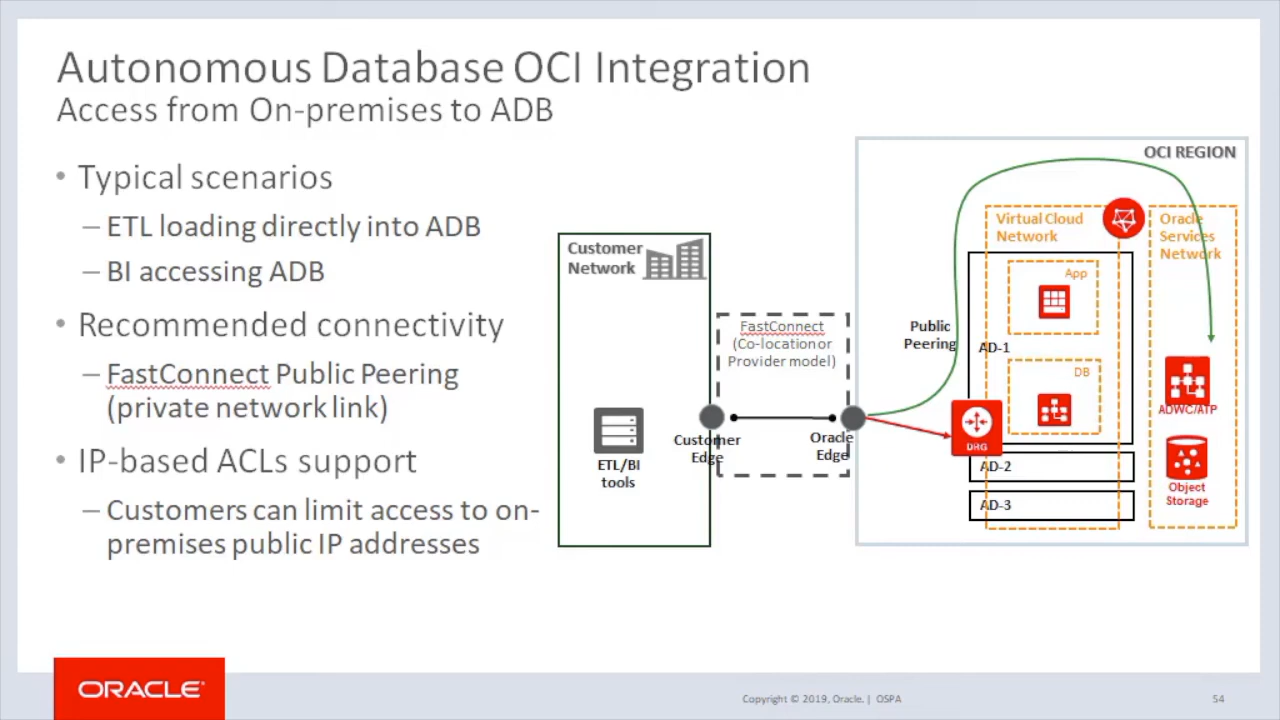 Autonomous Database OCI Integration
Access from On-premises to ADB
• Typical scenarios
– ETL loading directly into ADB
– BI accessing ADB
• Recommended connectivity
– FastConnect Public Peering
(private network link)
• IP-based ACLs support
– Customers can limit access to on-
premises public IP addresses
Customer
Network
ETL/BI
tools
Customer
Edge
FastConnect
(Co-location or
Provider model)
Oracle
Edge
OCI REGION
Public
Peering
Virtual Cloud
Network
Oracle
Services
Network
App
AD-1
DB
DRG
AD-2
AD-3
ADWC/ATP
Object
Storage
ORACLE®
Copyright © 2019, Oracle. | OSPA
54